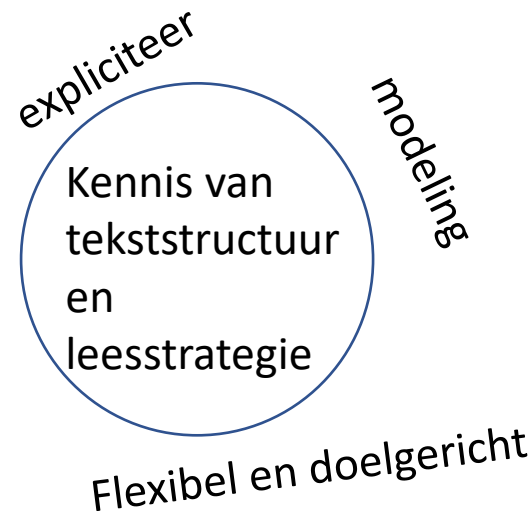 expliciteer
modeling
Kennis van
tekststructuur
en
leesstrategie
Flexibel en doelgericht